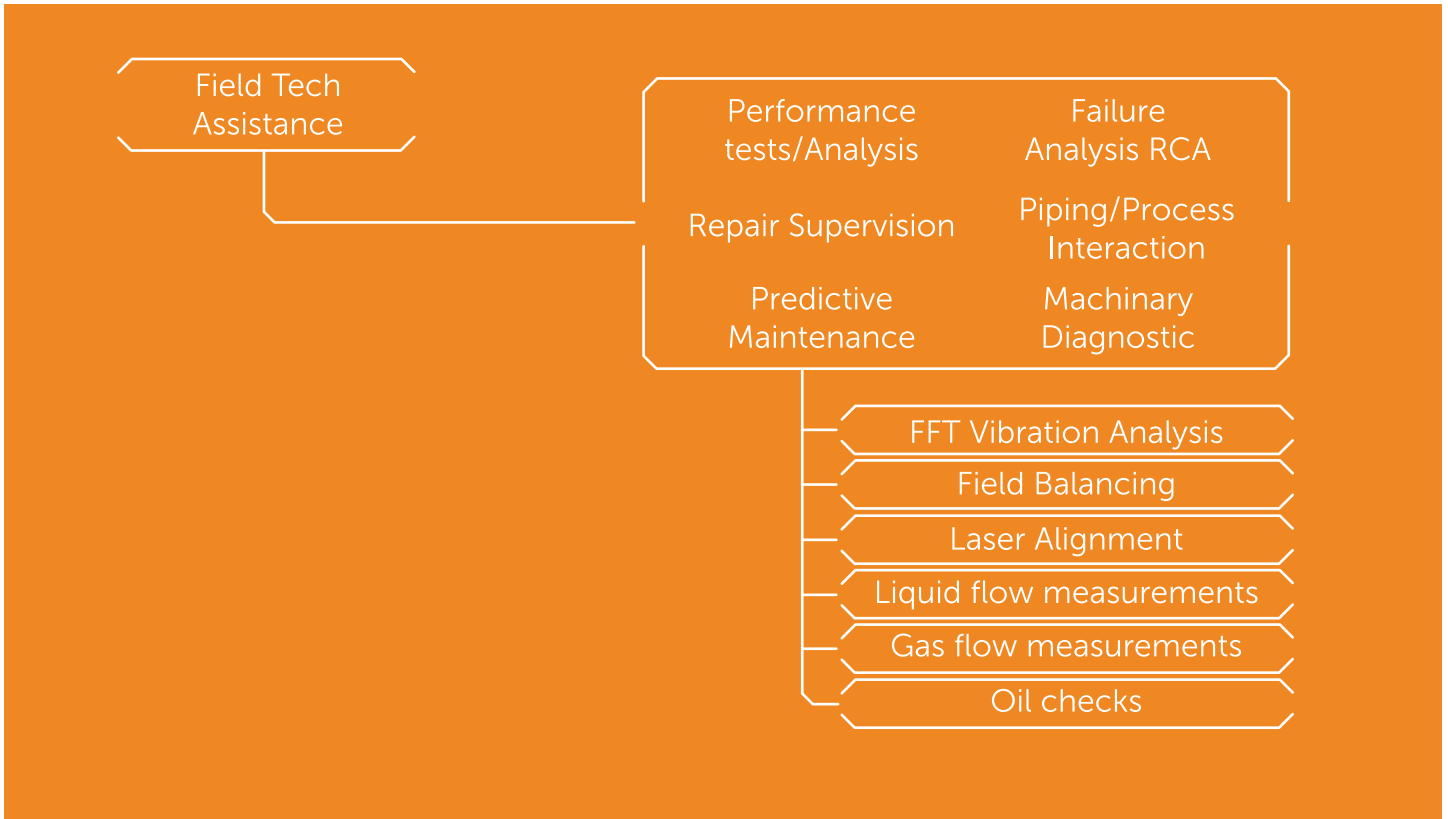 Field Tech
Assistance
Performance
tests/Analysis
Failure
Analysis RCA
Repair Supervision
Piping/Process
Interaction
Predictive
Maintenance
Machinary
Diagnostic
FFT Vibration Analysis
Field Balancing
Laser Alignment
Liquid flow measurements
Gas flow measurements
Oil checks